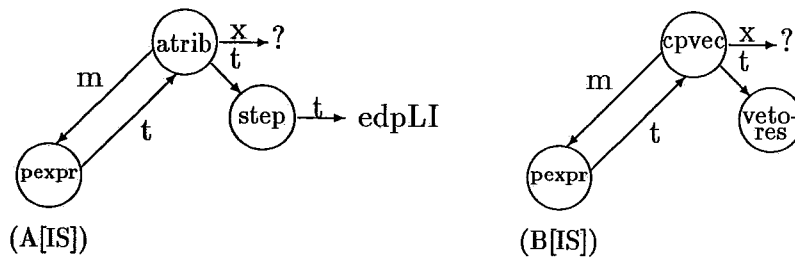 atrib x ?
t
m
step t edpLI
t
pexpr
(A[IS])
cpvec x ?
t
m
veto-
res
t
pexpr
(B[IS])